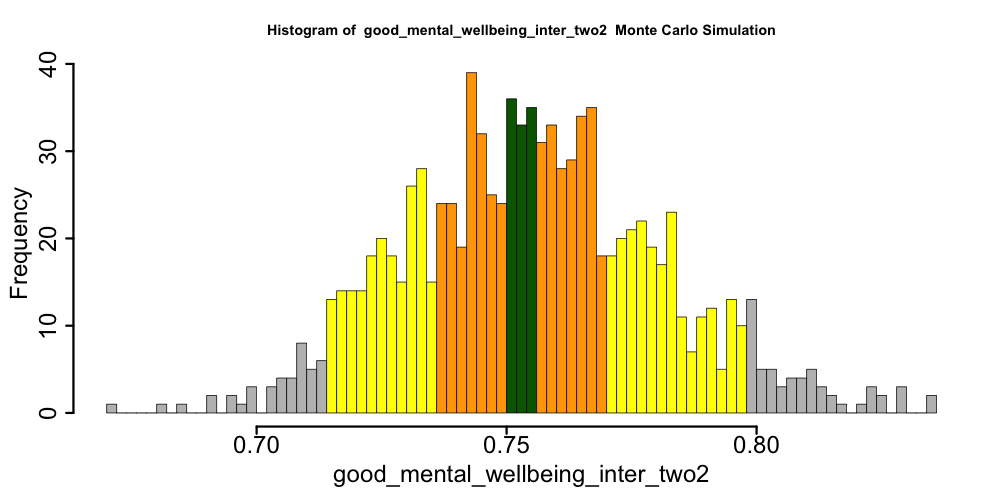 Histogram of good_mental_wellbeing_inter_two2 Monte Carlo Simulation
40
30
20
10
0
Frequency
0.70 0.75 0.80
good_mental_wellbeing_inter_two2